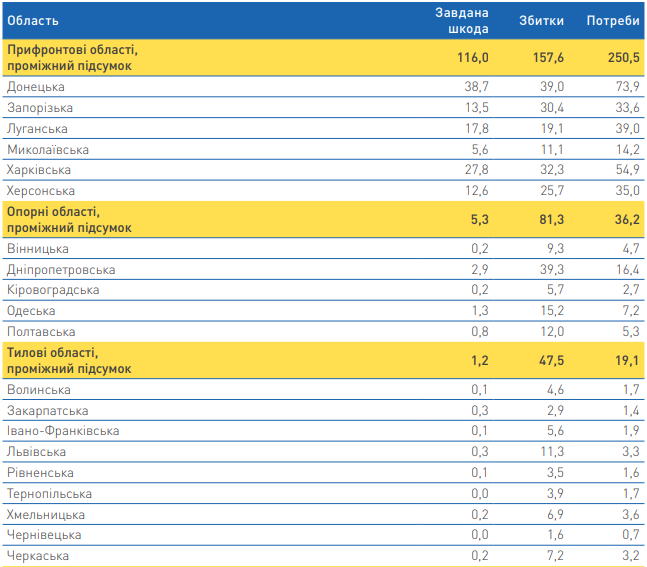 Область Завдана шкода Збитки Потреби
Прифронтові області,
проміжний підсумок 116,0 157,6 250,5
Донецька 38,7 39,0 73,9
Запорізька 13,5 30,4 33,6
Луганська 17,8 19,1 39,0
Миколаївська 5,6 11,1 14,2
Харківська 27,8 32,3 54,9
Херсонська 12,6 25,7 35,0
Опорні області,
проміжний підсумок 5,3 81,3 36,2
Вінницька 0,2 9,3 4,7
Дніпропетровська 2,9 39,3 16,4
Кіровоградська 0,2 5,7 2,7
Одеська 1,3 15,2 7,2
Полтавська 0,8 12,0 5,3
Тилові області,
проміжний підсумок 1,2 47,5 19,1
Волинська 0,1 4,6 1,7
Закарпатська 0,3 2,9 1,4
Івано-Франківська 0,1 5,6 1,9
Львівська 0,3 11,3 3,3
Рівненська 0,1 3,5 1,6
Тернопільська 0,0 3,9 1,7
Хмельницька 0,2 6,9 3,6
Чернівецька 0,0 1,6 0,7
Черкаська 0,2 7,2 3,2